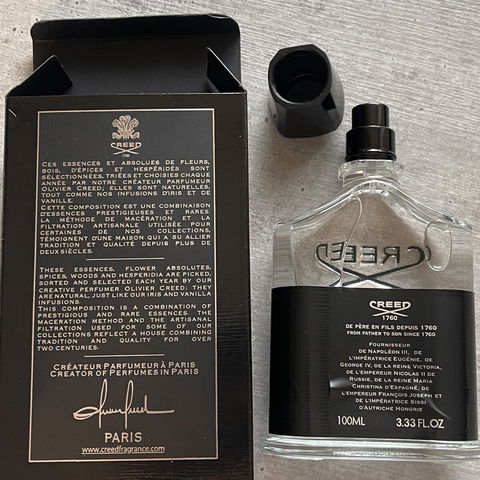 CREED
1760
CES ESSENCES ET ABSOLUES DE FLEURS,
BOIS, D'ÉPICES ET HESPÉRIDÉS SONT
SÉLECTIONNÉES, TRIÉES ET CHOISIES CHAQUE
ANNÉE PAR NOTRE CRÉATEUR PARFUMEUR
OLIVIER CREED; ELLES SONT NATURELLES,
TOUT COMME NOS INFUSIONS D'IRIS ET DE
VANILLE.
CETTE COMPOSITION EST UNE COMBINAISON
D'ESSENCES PRESTIGIEUSES ET RARES.
LA MÉTHODE DE MACÉRATION ET LA
FILTRATION ARTISANALE UTILISÉE POUR
CERTAINES DE NOS COLLECTIONS,
TÉMOIGNENT D'UNE MAISON QUI A SU ALLIER
TRADITION ET QUALITÉ DEPUIS PLUS DE
DEUX SIÈCLES.
THESE ESSENCES, FLOWER ABSOLUTES,
SPICES, WOODS AND HESPERIDIA ARE PICKED,
SORTED AND SELECTED EACH YEAR BY OUR
CREATIVE PERFUMER OLIVIER CREED: THEY
ARE NATURAL, JUST LIKE OUR IRIS AND VANILLA
INFUSIONS.
THIS COMPOSITION IS A COMBINATION OF
PRESTIGIOUS AND RARE ESSENCES. THE
MACERATION METHOD AND THE ARTISANAL
FILTRATION USED FOR SOME OF OUR
COLLECTIONS REFLECT A HOUSE COMBINING
TRADITION AND QUALITY FOR OVER
TWO CENTURIES.
CRÉATEUR PARFUMEUR À PARIS
CREATOR OF PERFUMES IN PARIS
PARIS
www.creedfragrance.com
CREED
CREED
1760
DE PÈRE EN FILS DEPUIS 1760
FROM FATHER TO SON SINCE 1760
FOURNISSEUR
DE NAPOLÉON III, DE
L'IMPÉRATRICE EUGÉNIE, DE
GEORGE IV, DE LA REINE VICTORIA,
DE L'EMPEREUR NICOLAS II DE
RUSSIE, DE LA REINE MARIA
CHRISTINA D'ESPAGNE, DE
L'EMPEREUR FRANÇOIS JOSEPH ET
DE L'IMPÉRATRICE SISSI
D'AUTRICHE HONGRIE
100ML 3.33 FL.OZ